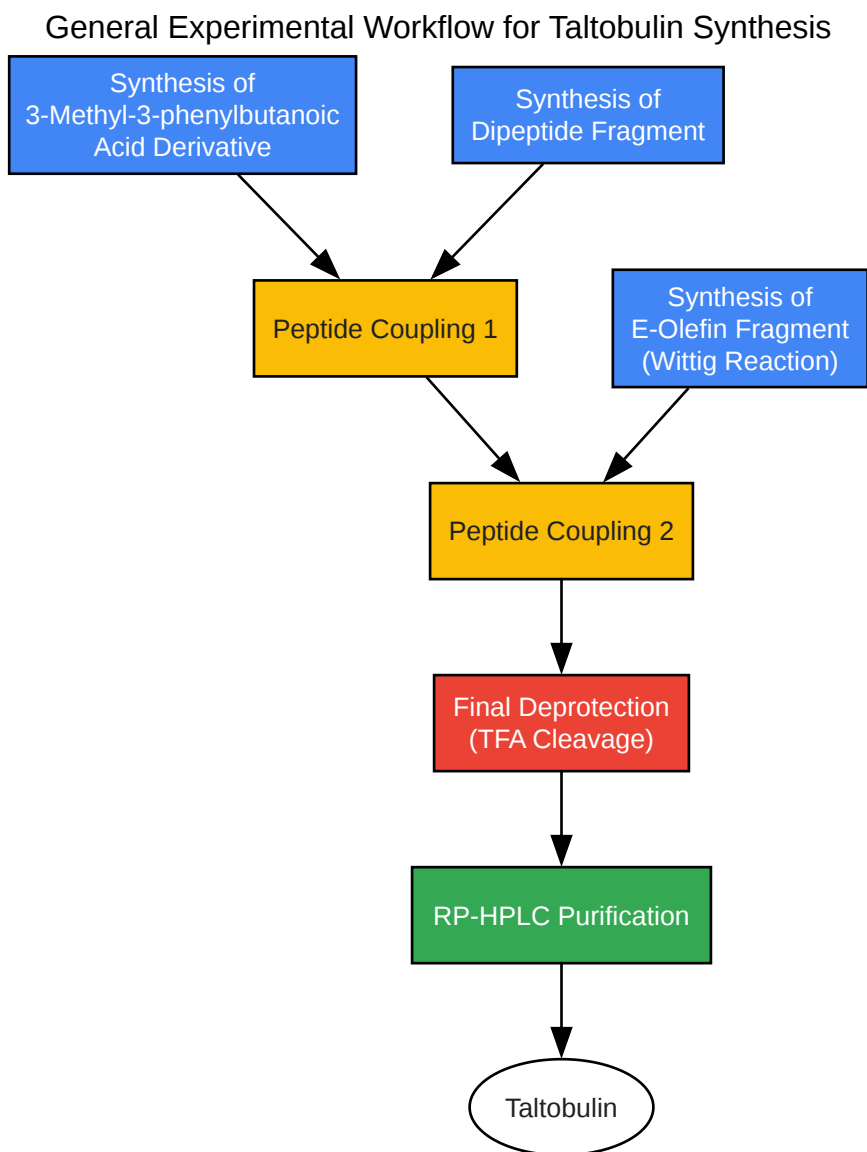 General Experimental Workflow for Taltobulin Synthesis
Synthesis of
3-Methyl-3-phenylbutanoic
Acid Derivative
Synthesis of
Dipeptide Fragment
Peptide Coupling 1
Synthesis of
E-Olefin Fragment
(Wittig Reaction)
Peptide Coupling 2
Final Deprotection
(TFA Cleavage)
RP-HPLC Purification
Taltobulin